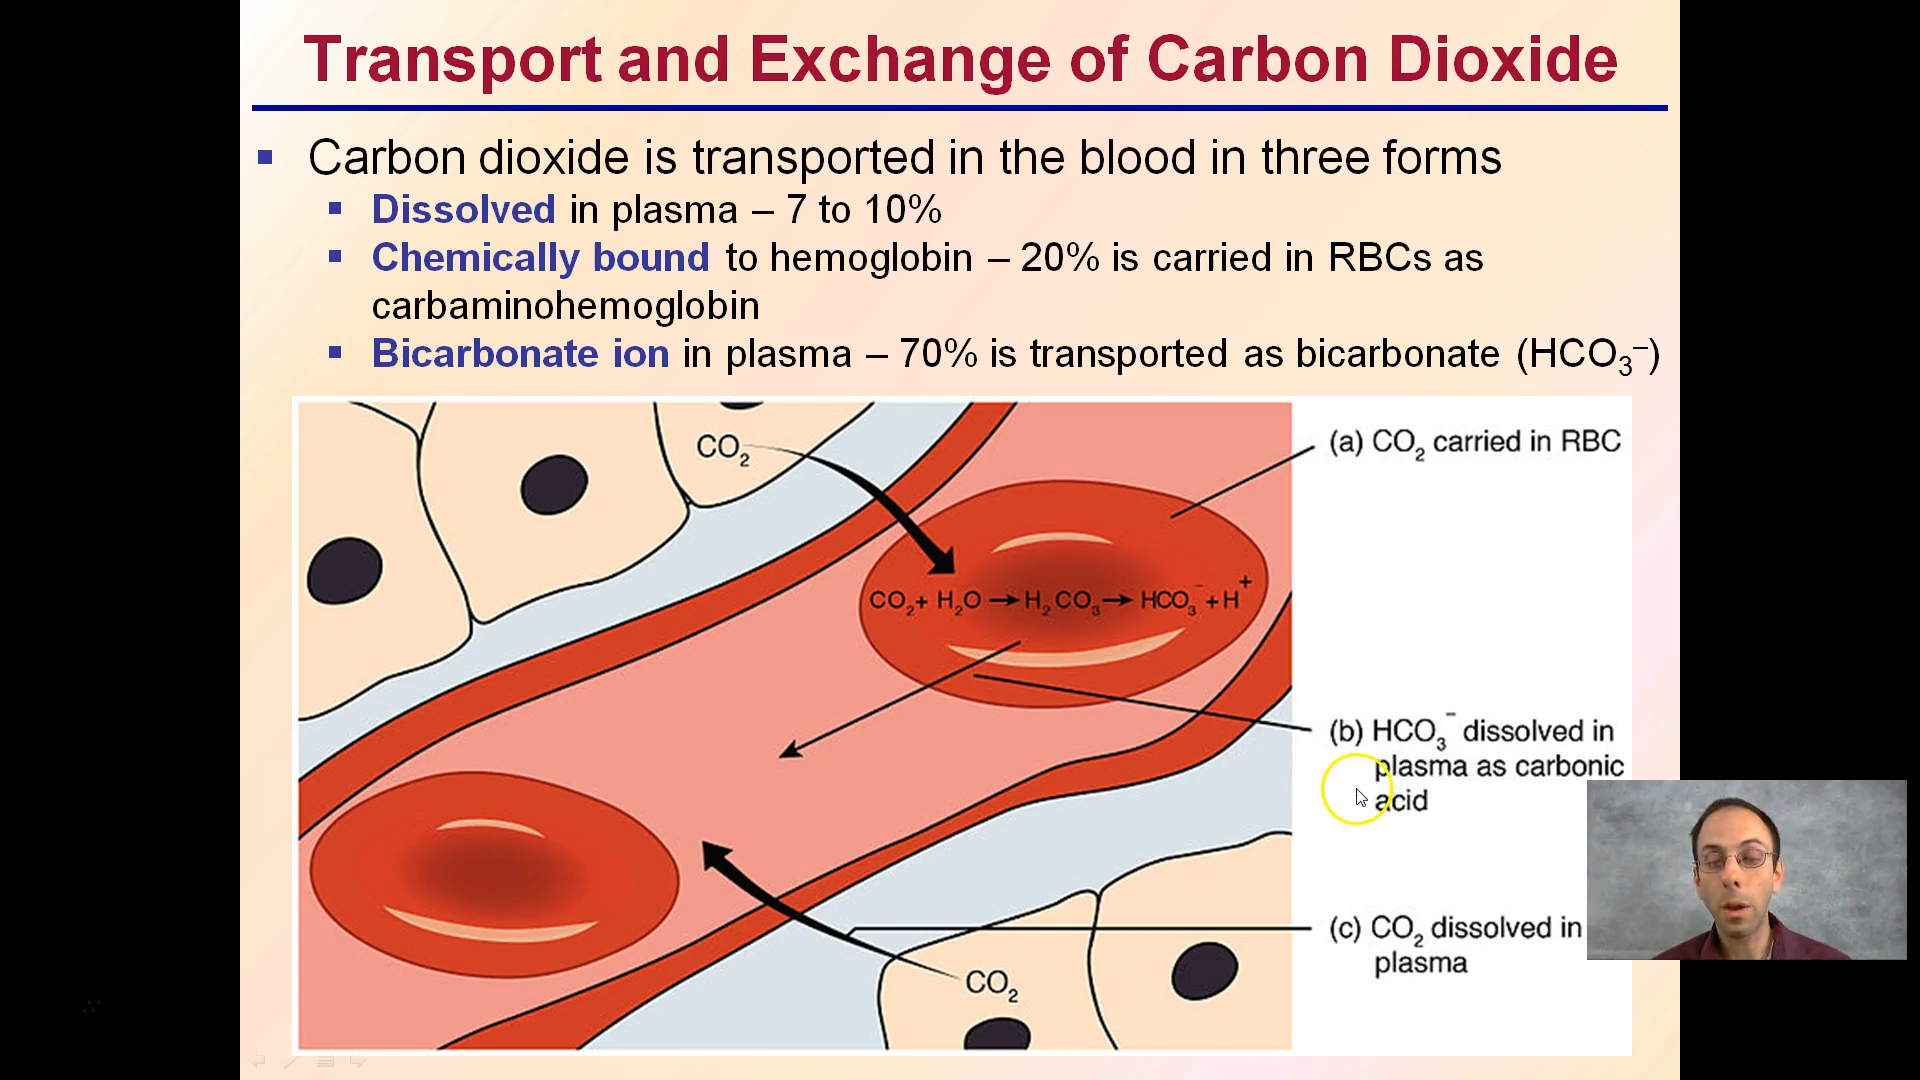 Transport and Exchange of Carbon Dioxide
Carbon dioxide is transported in the blood in three forms
Dissolved in plasma – 7 to 10%
Chemically bound to hemoglobin – 20% is carried in RBCs as
carbaminohemoglobin
Bicarbonate ion in plasma – 70% is transported as bicarbonate (HCO₃⁻)
CO₂
(a) CO₂ carried in RBC
CO₂+ H₂O → H₂CO₃ → HCO₃⁻ + H⁺
(b) HCO₃⁻ dissolved in
plasma as carbonic
acid
(c) CO₂ dissolved in
plasma
CO₂